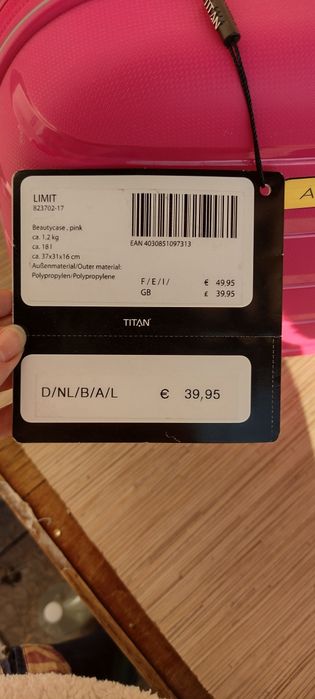 TITAN
LIMIT
823702-17
Beautycase , pink
ca. 1.2 kg
ca. 18 l
ca. 37x31x16 cm
Außenmaterial/Outer material:
Polypropylen/Polypropylene
EAN 4030851097313
F/E/I/ € 49,95
GB £ 39,95
TITAN
D/NL/B/A/L € 39,95
A